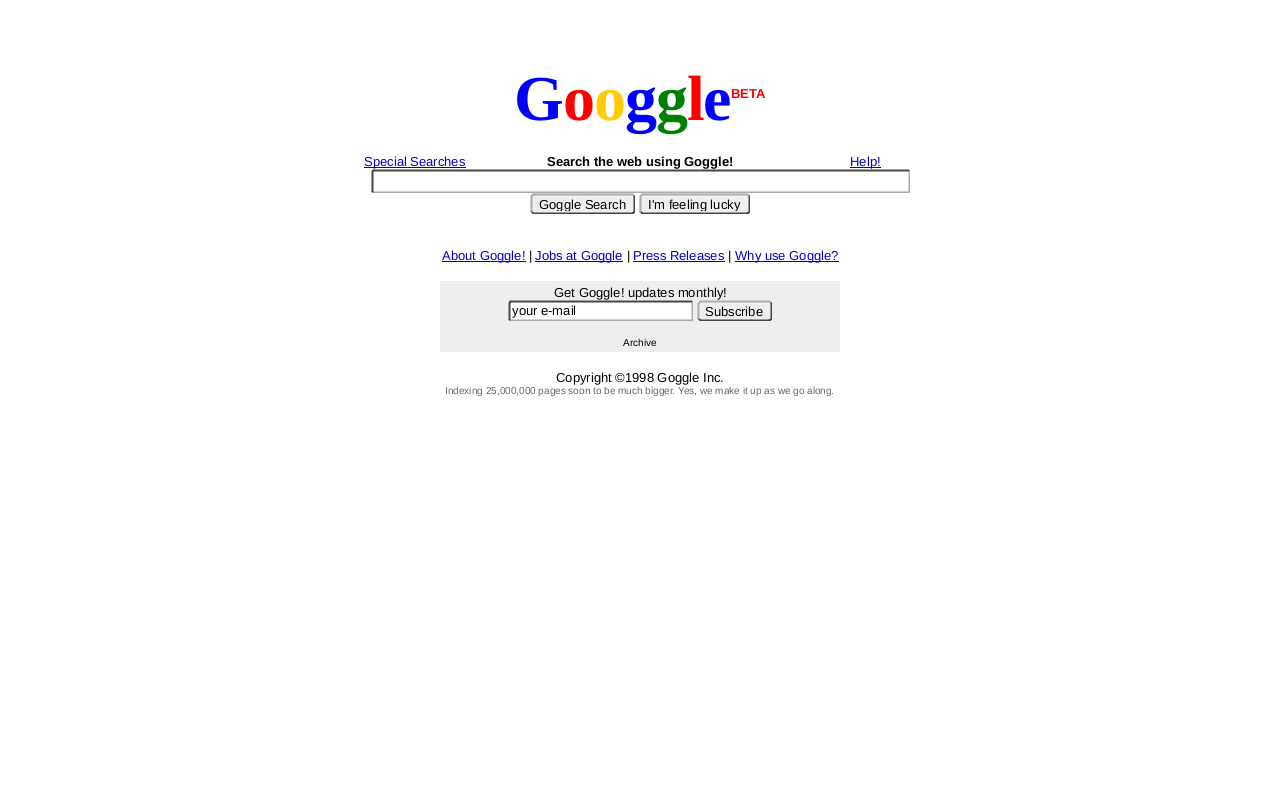 GooggleBETA
Special Searches Search the web using Goggle! Help!
Goggle Search I'm feeling lucky
About Goggle! | Jobs at Goggle | Press Releases | Why use Goggle?
Get Goggle! updates monthly!
your e-mail Subscribe
Archive
Copyright ©1998 Goggle Inc.
Indexing 25,000,000 pages soon to be much bigger. Yes, we make it up as we go along.